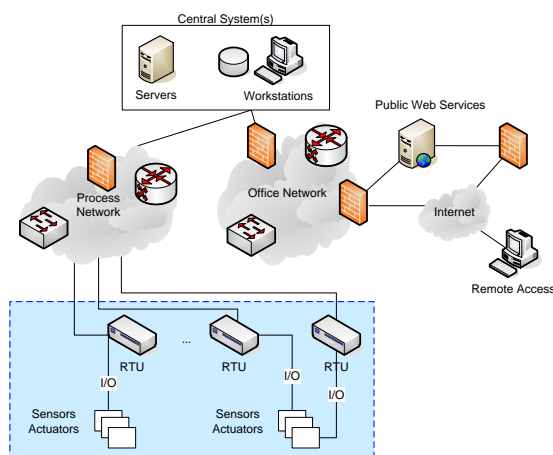 Central System(s)
Servers
Workstations
Public Web Services
Process
Network
Office Network
Internet
Remote Access
RTU
...
RTU
RTU
I/O
I/O
I/O
Sensors
Actuators
Sensors
Actuators